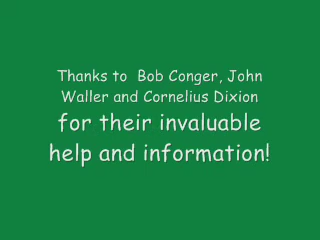 Thanks to  Bob Conger, John
Waller and Cornelius Dixion
for their invaluable
help and information!